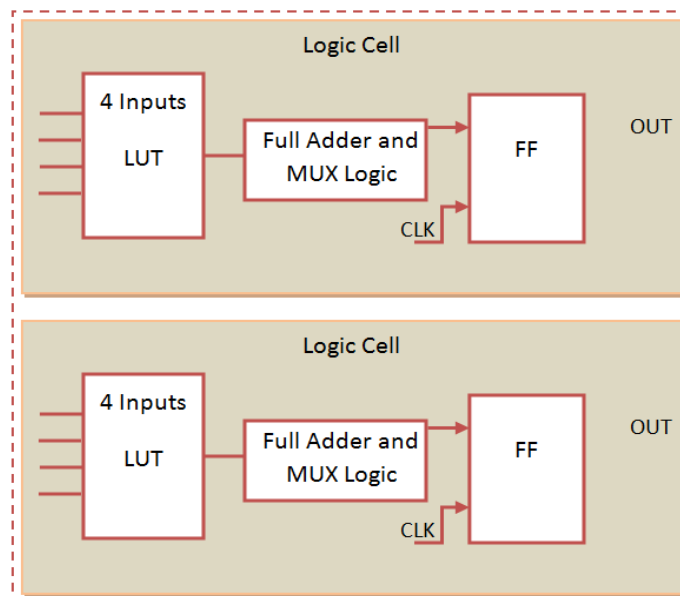 Logic Cell
4 Inputs
LUT
Full Adder and
MUX Logic
FF
OUT
CLK
Logic Cell
4 Inputs
LUT
Full Adder and
MUX Logic
FF
OUT
CLK